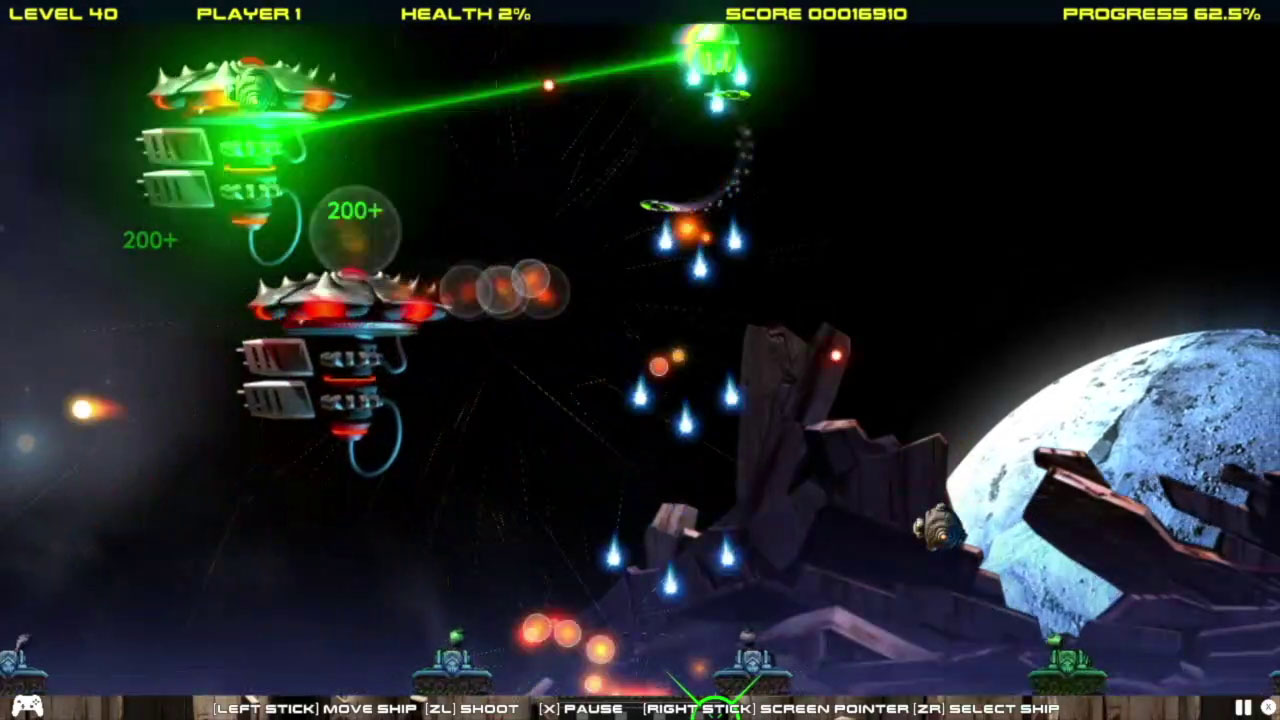 LEVEL 40 PLAYER 1 HEALTH 2% SCORE 00016910 PROGRESS 62.5%
200+
200+
[LEFT STICK] MOVE SHIP [ZL] SHOOT [X] PAUSE [RIGHT STICK] SCREEN POINTER [ZR] SELECT SHIP